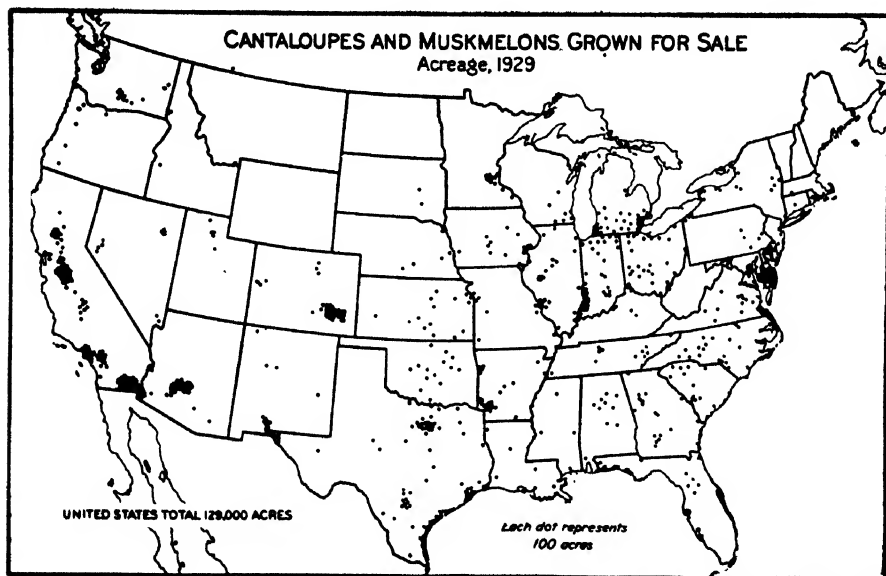 CANTALOUPES AND MUSKMELONS GROWN FOR SALE
Acreage, 1929
UNITED STATES TOTAL 129,000 ACRES
Each dot represents
100 acres